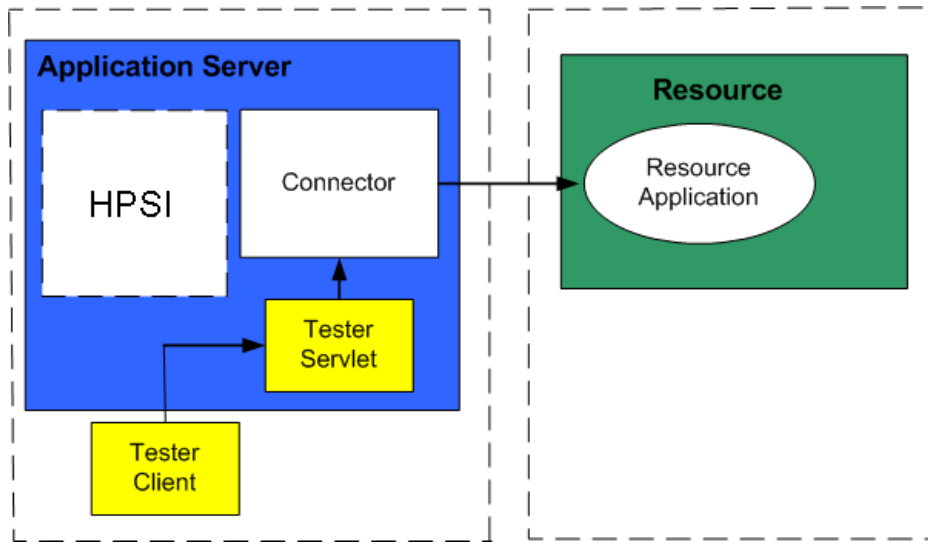 Application Server
HPSI
Connector
Tester
Servlet
Tester
Client
Resource
Resource
Application